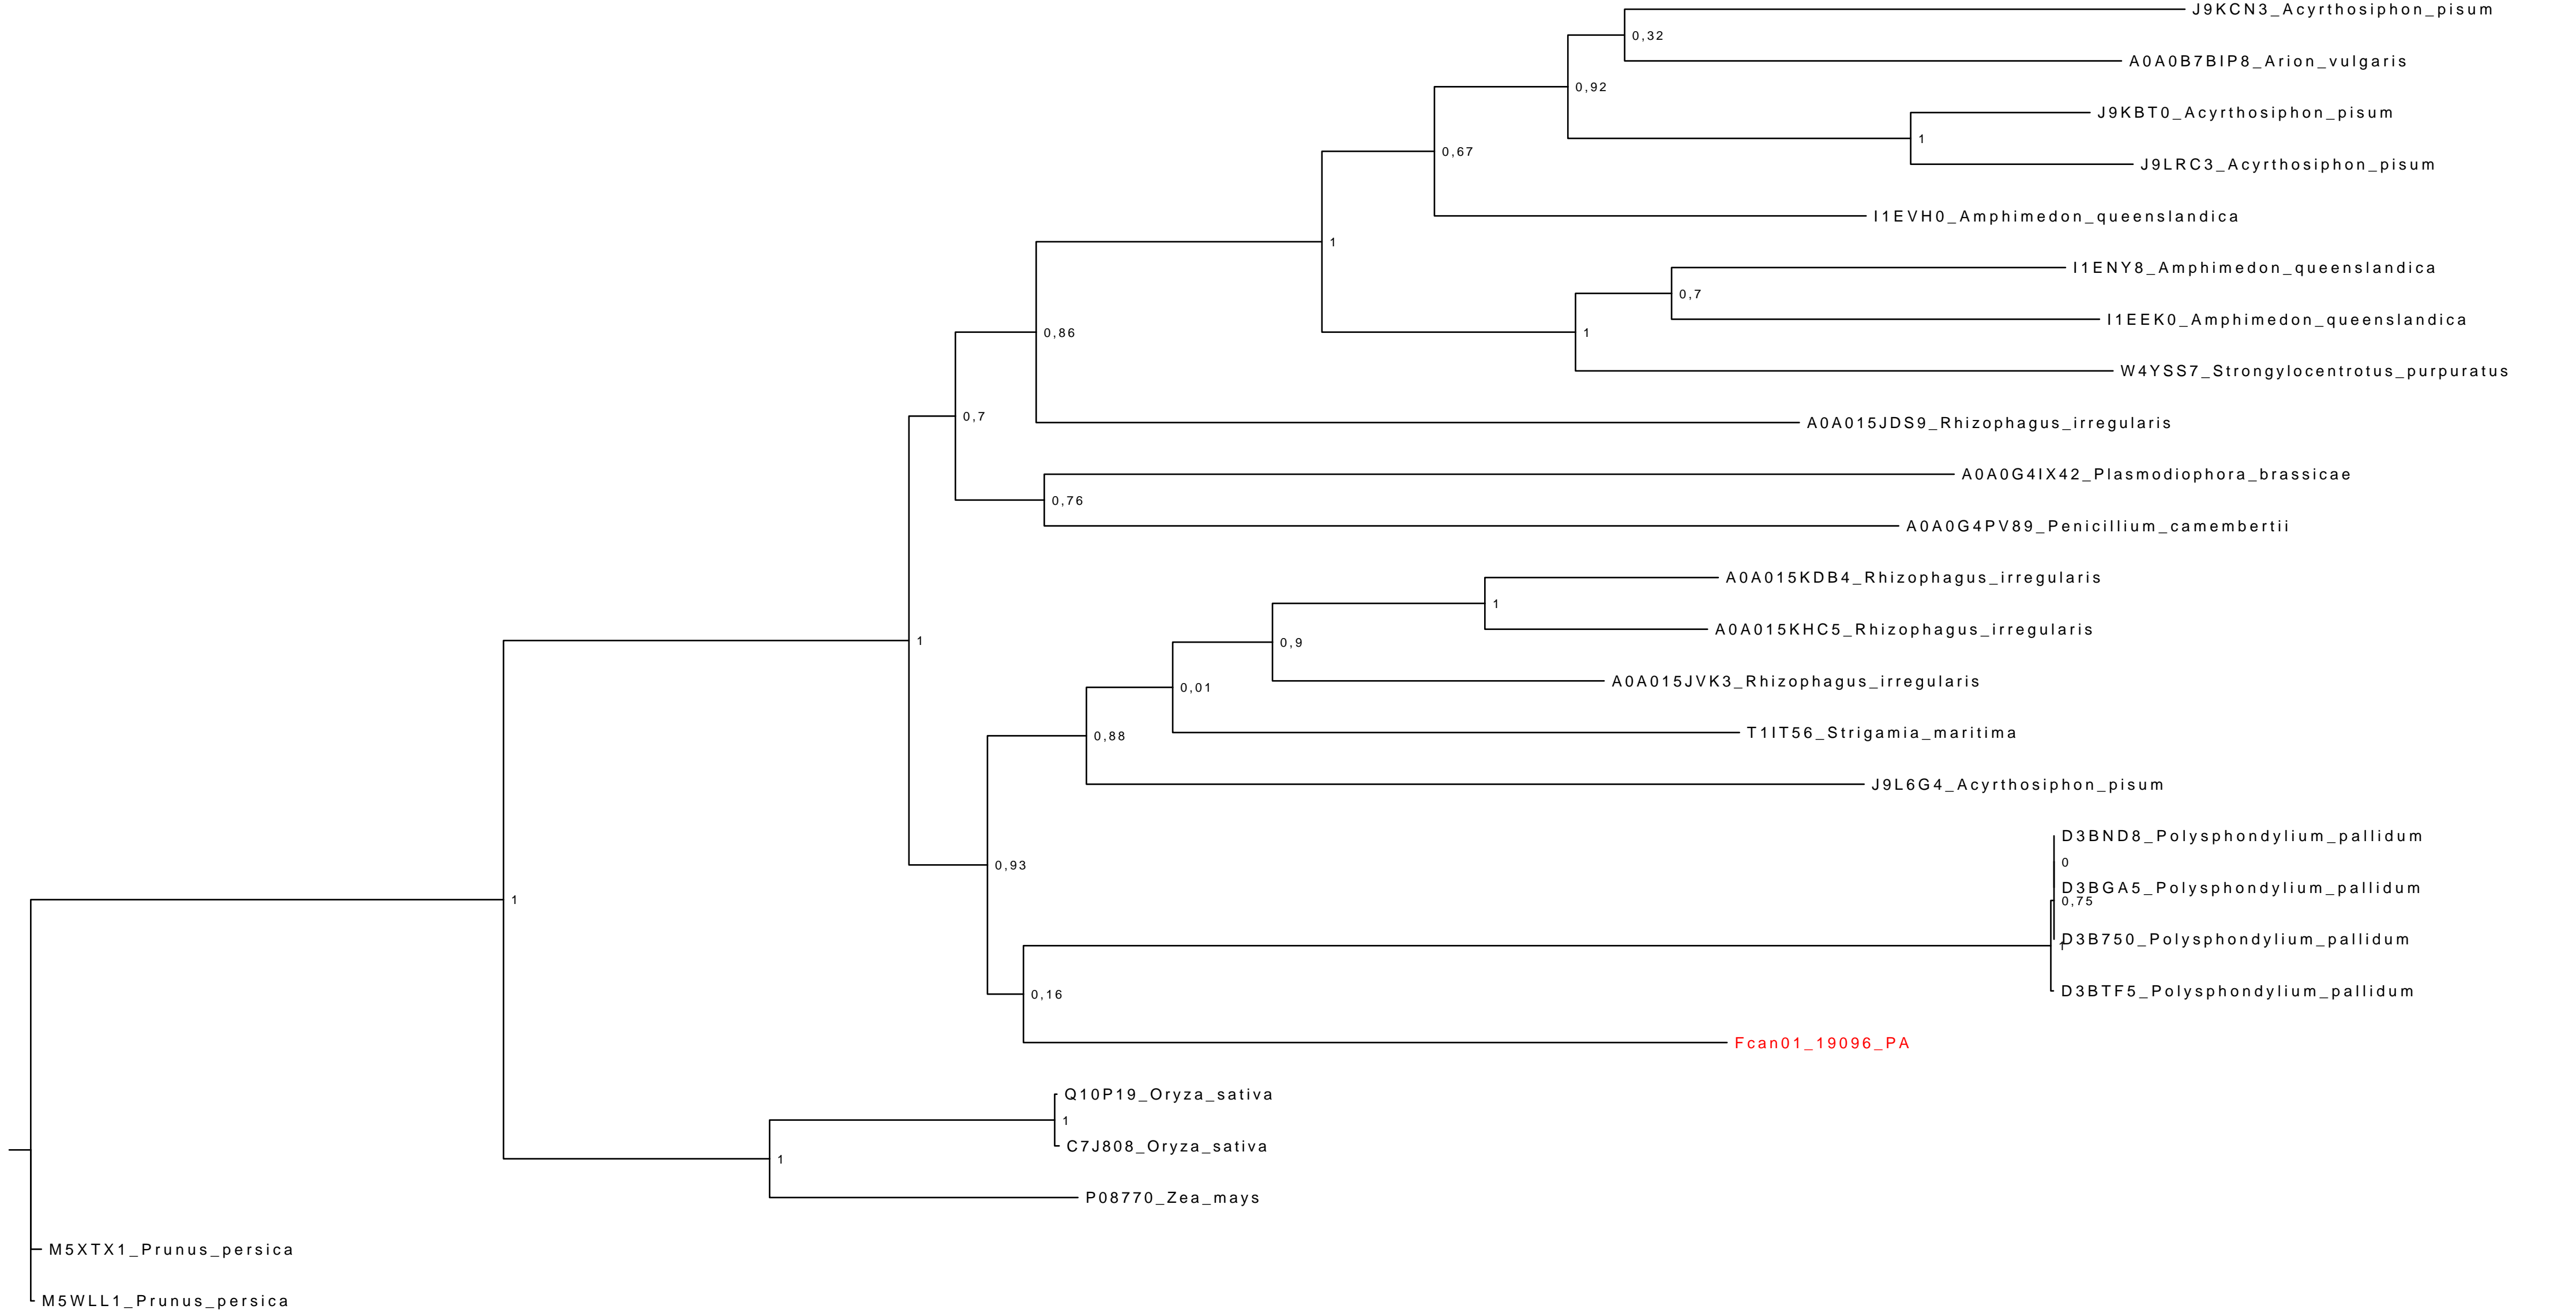 J9KCN3_Acyrthosiphon_pisum
0,32
A0A0B7BIP8_Arion_vulgaris
0,92
J9KBT0_Acyrthosiphon_pisum
1
0,67
J9LRC3_Acyrthosiphon_pisum
I1EVH0_Amphimedon_queenslandica
1
I1ENY8_Amphimedon_queenslandica
0,7
I1EEK0_Amphimedon_queenslandica
0,86
1
W4YSS7_Strongylocentrotus_purpuratus
0,7
A0A015JDS9_Rhizophagus_irregularis
A0A0G4IX42_Plasmodiophora_brassicae
0,76
A0A0G4PV89_Penicillium_camembertii
A0A015KDB4_Rhizophagus_irregularis
1
A0A015KHC5_Rhizophagus_irregularis
1
0,9
A0A015JVK3_Rhizophagus_irregularis
0,01
T1IT56_Strigamia_maritima
0,88
J9L6G4_Acyrthosiphon_pisum
D3BND8_Polysphondylium_pallidum
0
0,93
D3BGA5_Polysphondylium_pallidum
1
0,75
D3B750_Polysphondylium_pallidum
1
D3BTF5_Polysphondylium_pallidum
0,16
Fcan01_19096_PA
Q10P19_Oryza_sativa
1
C7J808_Oryza_sativa
1
P08770_Zea_mays
M5XTX1_Prunus_persica
M5WLL1_Prunus_persica